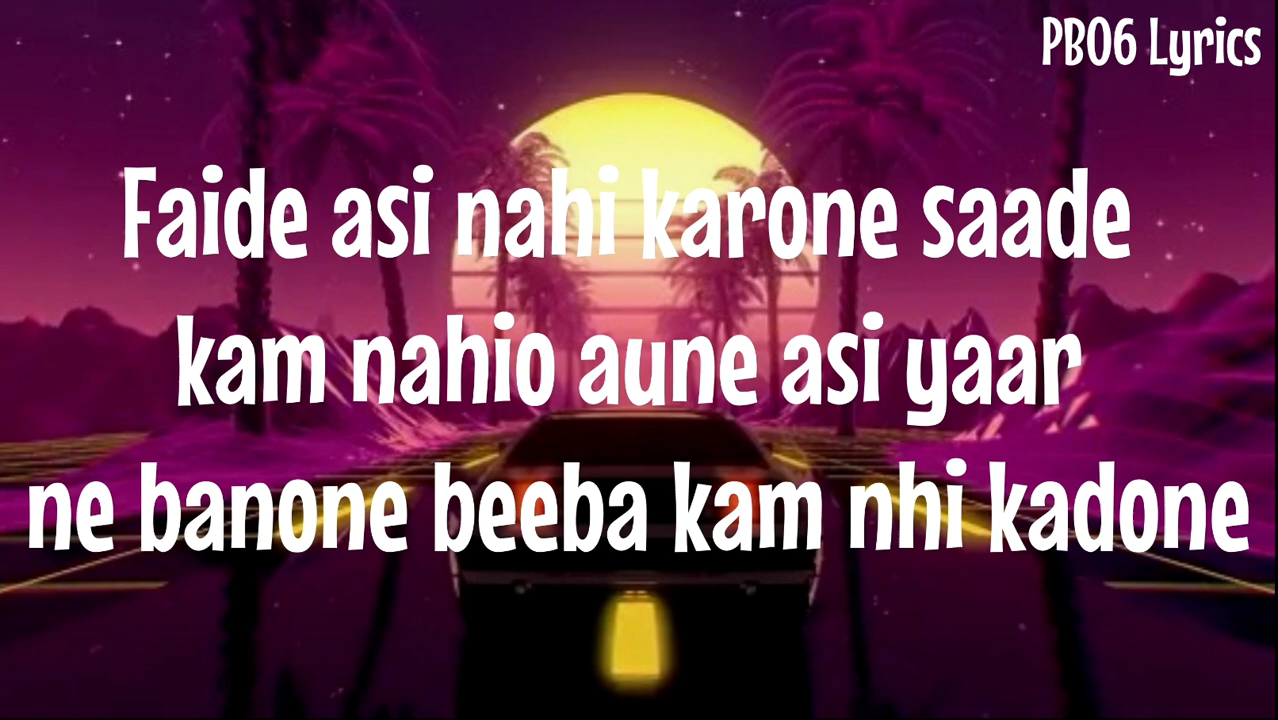 PB06 Lyrics
Faide asi nahi karone saade
kam nahio aune asi yaar
ne banone beeba kam nhi kadone